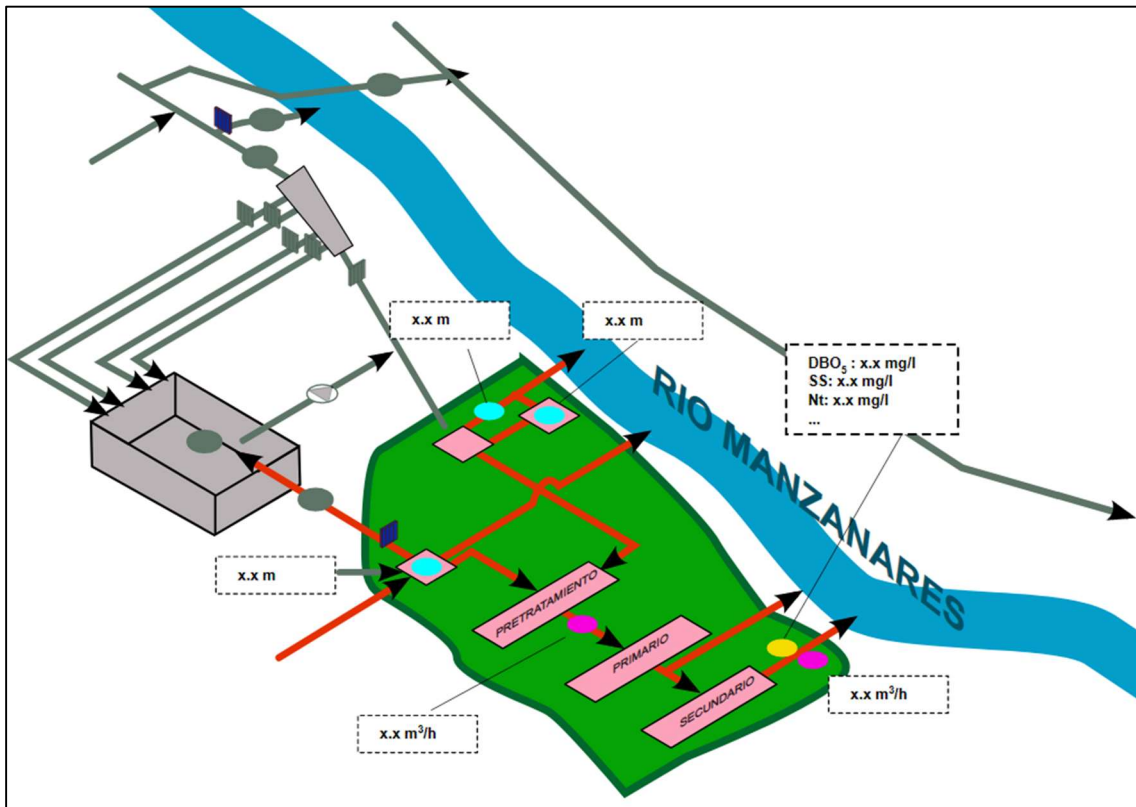 x.x m
x.x m
DBO₅ : x.x mg/l
SS: x.x mg/l
Nt: x.x mg/l
...
RIO MANZANARES
x.x m
PRETRATAMIENTO
PRIMARIO
SECUNDARIO
x.x m³/h
x.x m³/h